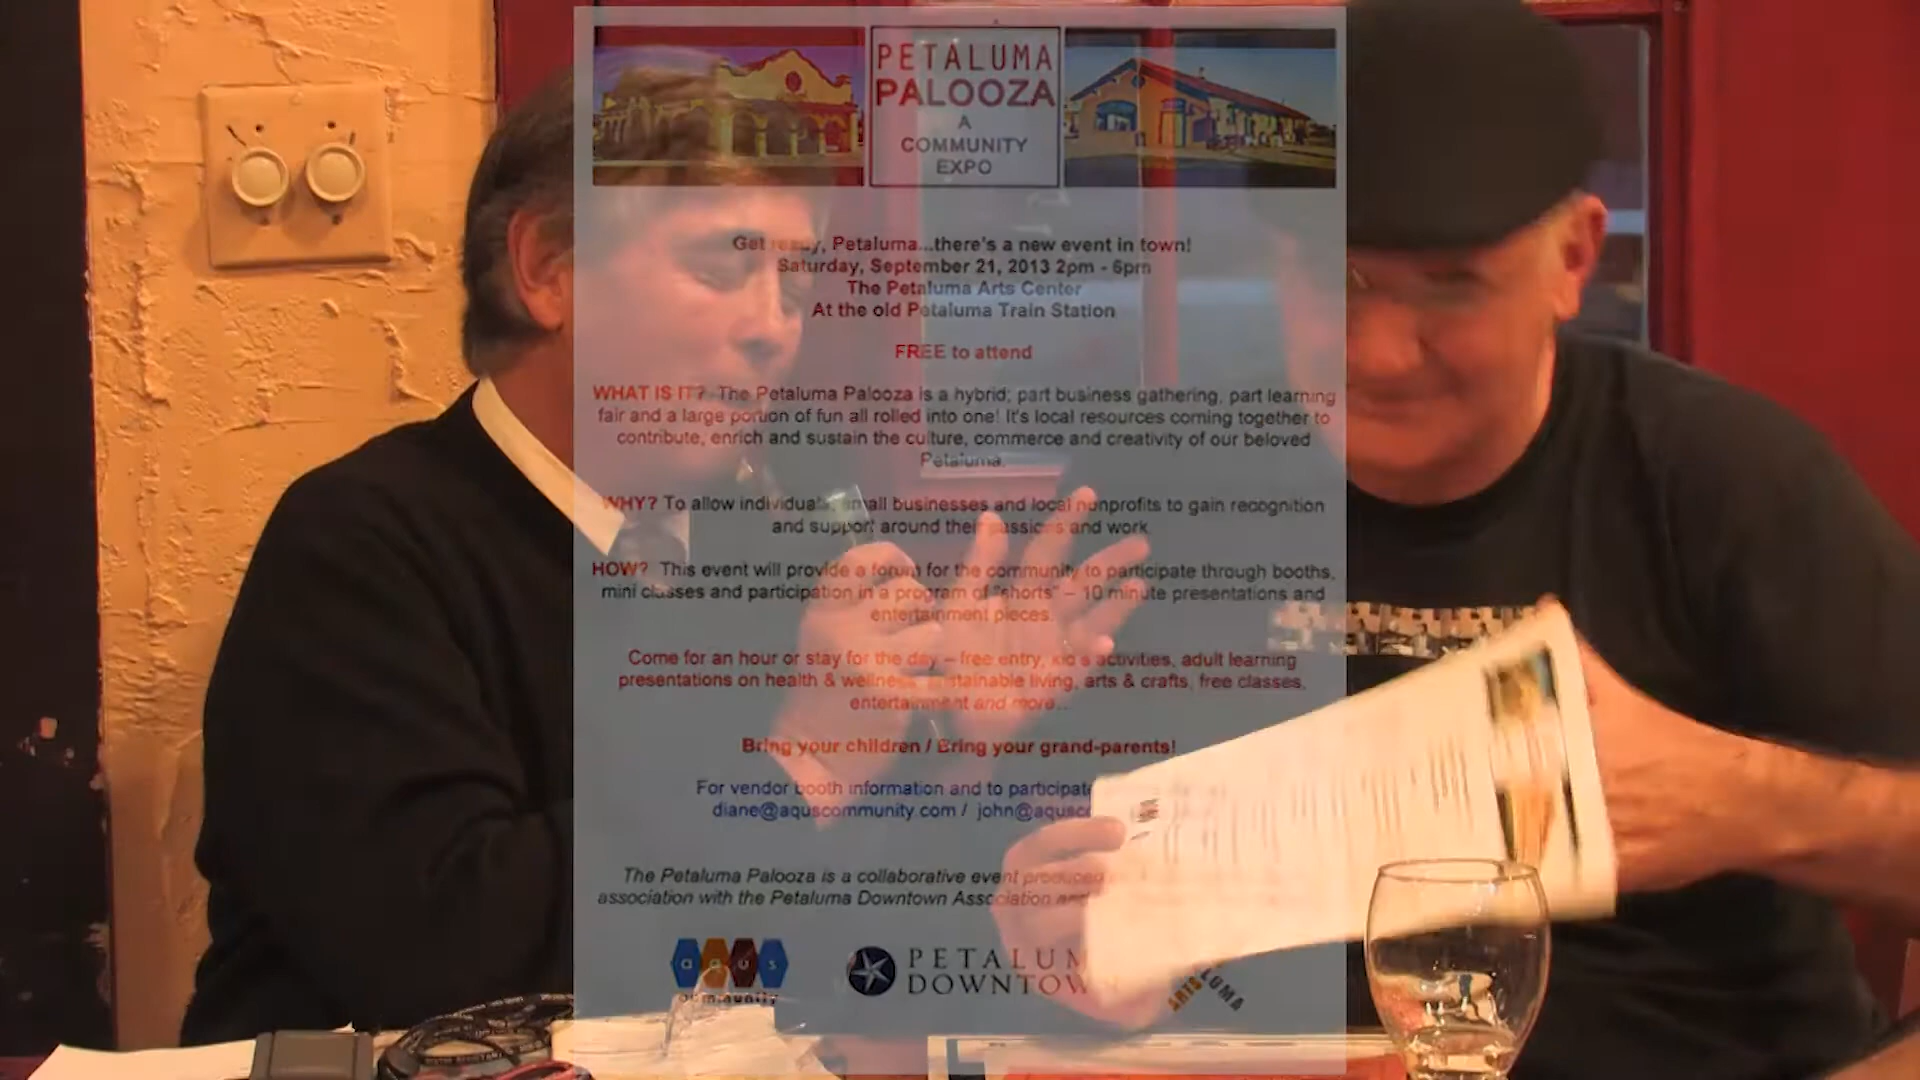 PETALUMA
PALOOZA
A
COMMUNITY
EXPO
Get ready, Petaluma...there's a new event in town!
Saturday, September 21, 2013 2pm - 6pm
The Petaluma Arts Center
At the old Petaluma Train Station
FREE to attend
WHAT IS IT? The Petaluma Palooza is a hybrid; part business gathering, part learning
fair and a large portion of fun all rolled into one! It's local resources coming together to
contribute, enrich and sustain the culture, commerce and creativity of our beloved
Petaluma.
WHY? To allow individuals, small businesses and local nonprofits to gain recognition
and support around their passions and work.
HOW? This event will provide a forum for the community to participate through booths,
mini classes and participation in a program of "shorts" – 10 minute presentations and
entertainment pieces.
Come for an hour or stay for the day – free entry, kid's activities, adult learning
presentations on health & wellness, sustainable living, arts & crafts, free classes,
entertainment and more...
Bring your children / Bring your grand-parents!
For vendor booth information and to participate
diane@aquscommunity.com / john@aqusc
The Petaluma Palooza is a collaborative event produced
association with the Petaluma Downtown Association and
aqus
community
PETALUM
DOWNTOWN
ARTS
LUMA